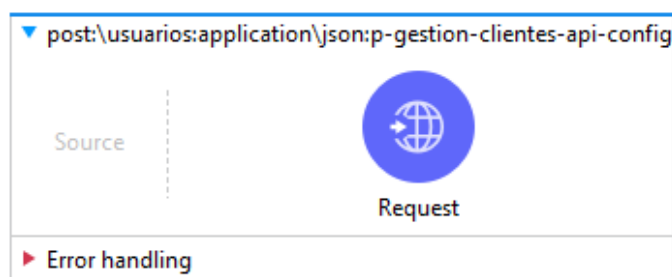 post:\usuarios:application\json:p-gestion-clientes-api-config
Source
Request
Error handling